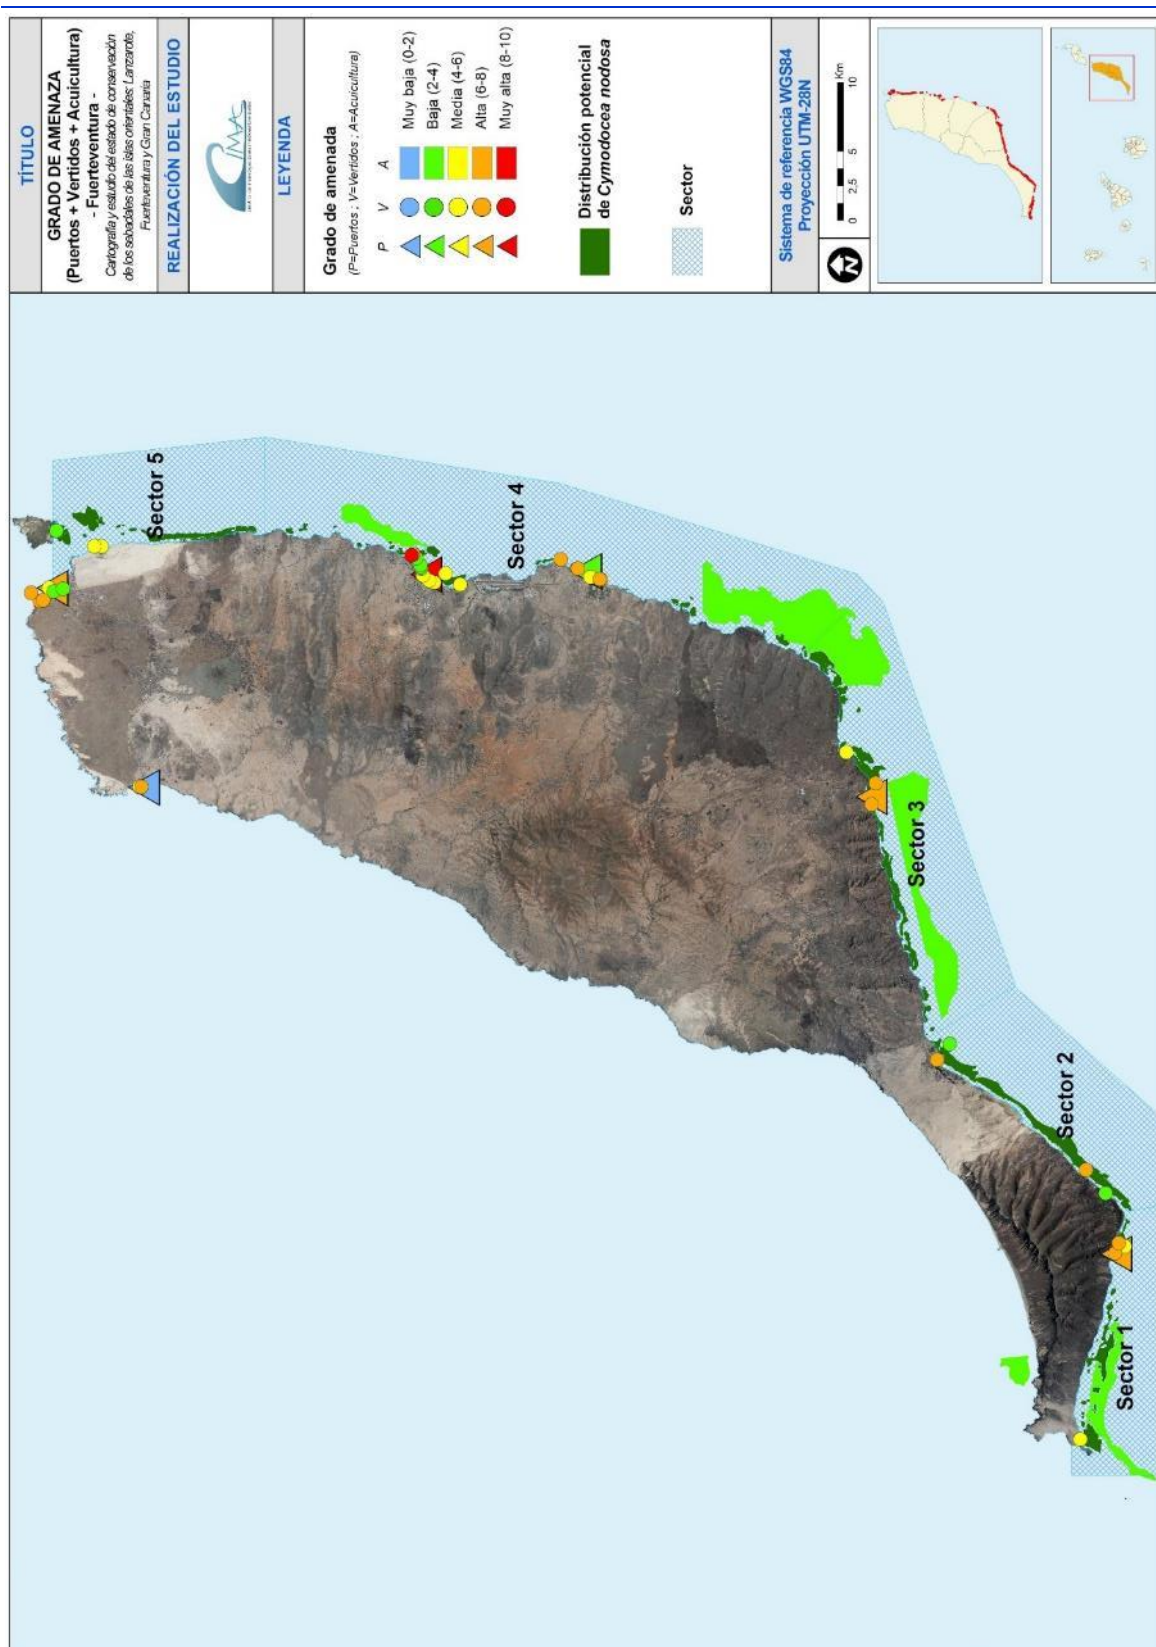 TÍTULO
GRADO DE AMENAZA
(Puertos + Vertidos + Acuicultura)
- Fuerteventura -
Cartografía y estudio del estado de conservación
de los sebadales de las islas orientales: Lanzarote,
Fuerteventura y Gran Canaria
REALIZACIÓN DEL ESTUDIO
CIMA
LEYENDA
Grado de amenada
(P=Puertos ; V=Vertidos ; A=Acuicultura)
P V A
Muy baja (0-2)
Baja (2-4)
Media (4-6)
Alta (6-8)
Muy alta (8-10)
Distribución potencial
de Cymodocea nodosa
Sector
Sistema de referencia WGS84
Proyección UTM-28N
N
0 2,5 5 10
Km
Sector 5
Sector 4
Sector 3
Sector 2
Sector 1